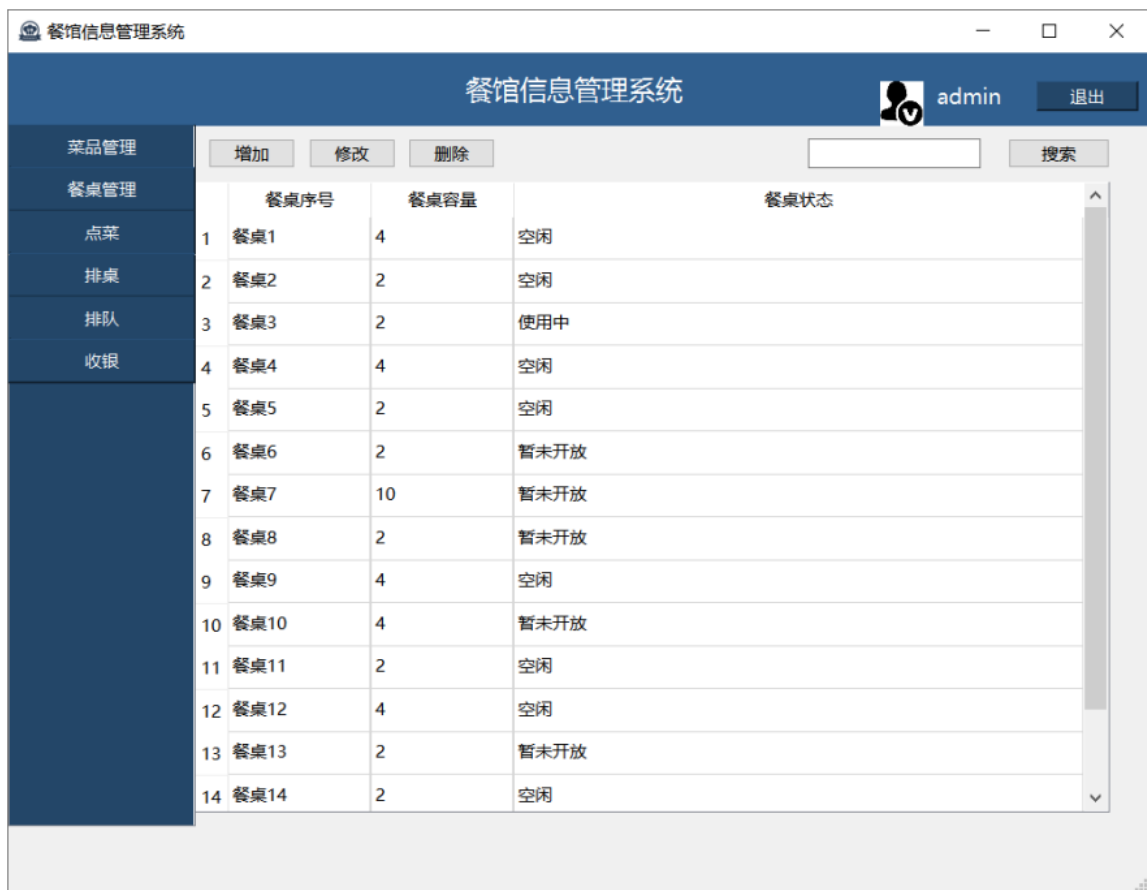 餐馆信息管理系统
餐馆信息管理系统
admin
退出
菜品管理
餐桌管理
点菜
排桌
排队
收银
增加 修改 删除 搜索
餐桌序号 餐桌容量 餐桌状态
1 餐桌1 4 空闲
2 餐桌2 2 空闲
3 餐桌3 2 使用中
4 餐桌4 4 空闲
5 餐桌5 2 空闲
6 餐桌6 2 暂未开放
7 餐桌7 10 暂未开放
8 餐桌8 2 暂未开放
9 餐桌9 4 空闲
10 餐桌10 4 暂未开放
11 餐桌11 2 空闲
12 餐桌12 4 空闲
13 餐桌13 2 暂未开放
14 餐桌14 2 空闲